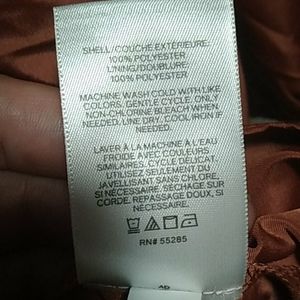 SHELL/COUCHE EXTÉRIEURE:
100% POLYESTER
LINING/DOUBLURE:
100% POLYESTER
MACHINE WASH COLD WITH LIKE
COLORS. GENTLE CYCLE. ONLY
NON-CHLORINE BLEACH WHEN
NEEDED. LINE DRY. COOL IRON IF
NEEDED.
LAVER À LA MACHINE À L'EAU
FROIDE AVEC COULEURS
SIMILAIRES. CYCLE DÉLICAT.
UTILISEZ SEULEMENT DU
JAVELLISANT SANS CHLORE,
SI NÉCESSAIRE. SÉCHAGE SUR
CORDE. REPASSAGE DOUX, SI
NÉCESSAIRE.
RN# 55285